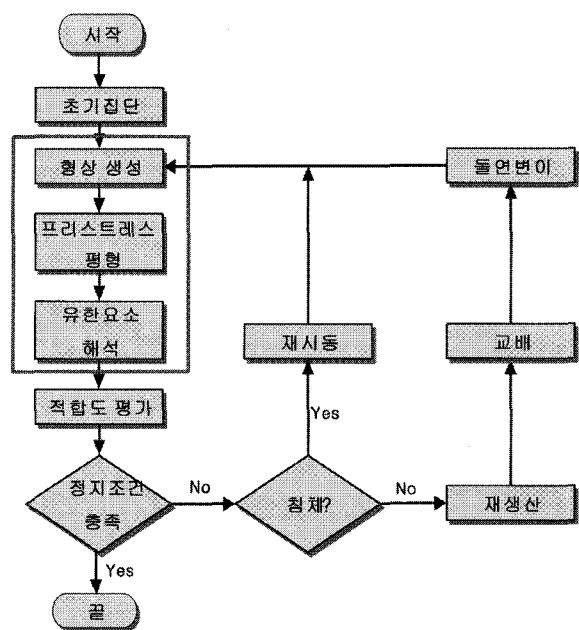 시작
초기집단
형상 생성
돌연변이
프리스트레스
평형
유한요소
해석
재시동
교배
적합도 평가
Yes
정지조건
충족
No
침체?
No
재생산
Yes
끝